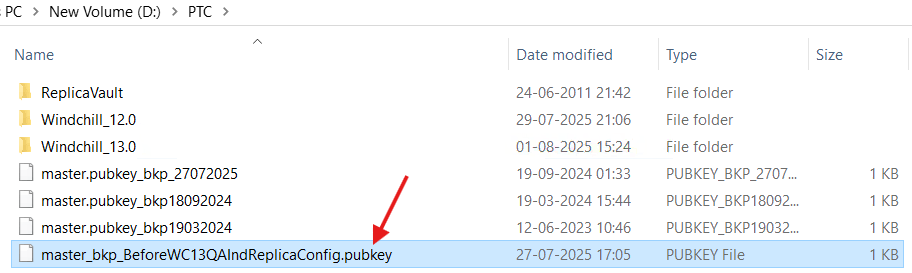 s PC > New Volume (D:) > PTC >
Name Date modified Type Size
ReplicaVault 24-06-2011 21:42 File folder
Windchill_12.0 29-07-2025 21:06 File folder
Windchill_13.0 01-08-2025 15:24 File folder
master.pubkey_bkp_27072025 19-09-2024 01:33 PUBKEY_BKP_2707... 1 KB
master.pubkey_bkp18092024 19-03-2024 15:44 PUBKEY_BKP18092... 1 KB
master.pubkey_bkp19032024 12-06-2023 10:46 PUBKEY_BKP19032... 1 KB
master_bkp_BeforeWC13QAIndReplicaConfig.pubkey 27-07-2025 17:05 PUBKEY File 1 KB